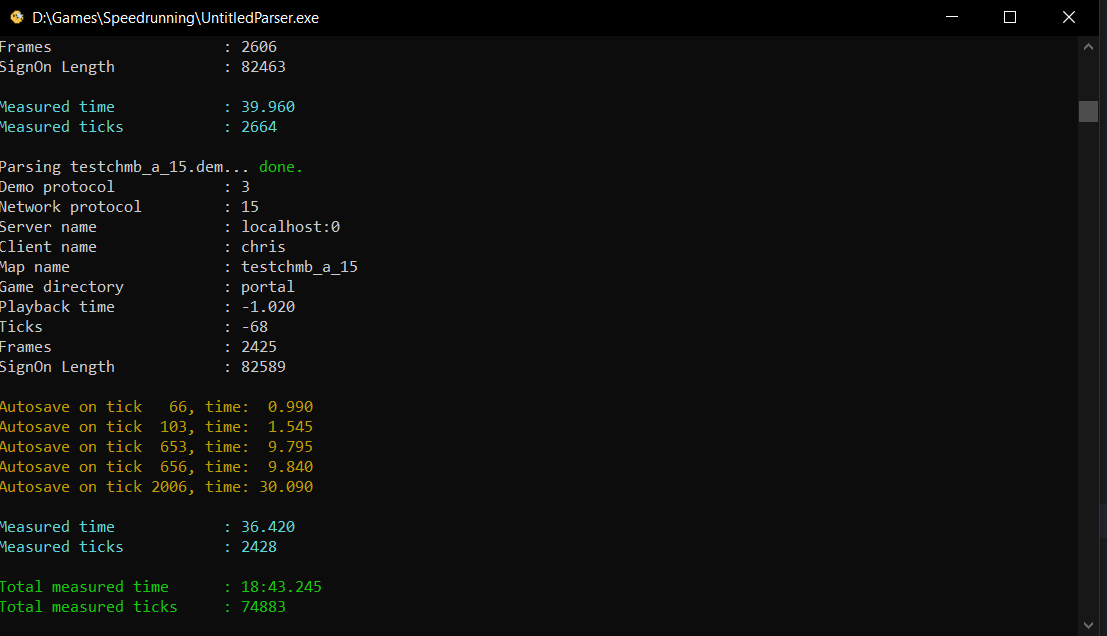 D:\Games\Speedrunning\UntitledParser.exe
Frames : 2606
SignOn Length : 82463
Measured time : 39.960
Measured ticks : 2664
Parsing testchmb_a_15.dem... done.
Demo protocol : 3
Network protocol : 15
Server name : localhost:0
Client name : chris
Map name : testchmb_a_15
Game directory : portal
Playback time : -1.020
Ticks : -68
Frames : 2425
SignOn Length : 82589
Autosave on tick   66, time:  0.990
Autosave on tick  103, time:  1.545
Autosave on tick  653, time:  9.795
Autosave on tick  656, time:  9.840
Autosave on tick 2006, time: 30.090
Measured time : 36.420
Measured ticks : 2428
Total measured time : 18:43.245
Total measured ticks : 74883